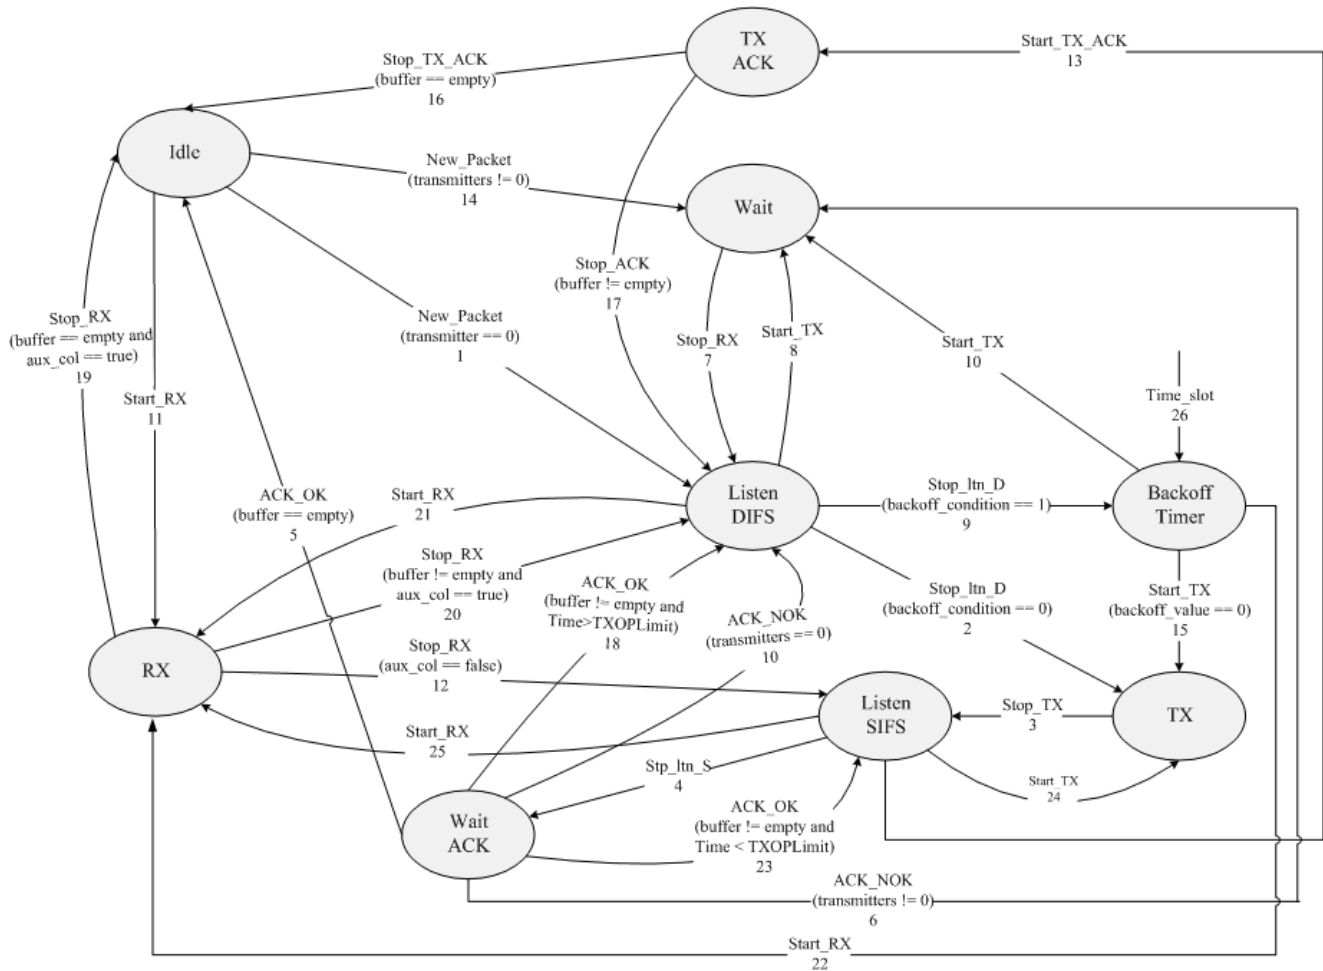 TX
ACK
Start_TX_ACK
13
Stop_TX_ACK
(buffer == empty)
16
Idle
New_Packet
(transmitters != 0)
14
Wait
Stop_ACK
(buffer != empty)
17
New_Packet
(transmitter == 0)
1
Stop_RX
(buffer == empty and
aux_col == true)
19
Start_RX
11
Stop_RX
7
Start_TX
8
Start_TX
10
Time_slot
26
ACK_OK
(buffer == empty)
5
Start_RX
21
Listen
DIFS
Stop_ltn_D
(backoff_condition == 1)
9
Backoff
Timer
Stop_RX
(buffer != empty and
aux_col == true)
20
ACK_OK
(buffer != empty and
Time>TXOPLimit)
18
ACK_NOK
(transmitters == 0)
10
Stop_ltn_D
(backoff_condition == 0)
2
Start_TX
(backoff_value == 0)
15
RX
Stop_RX
(aux_col == false)
12
Listen
SIFS
Stop_TX
3
TX
Start_RX
25
Stp_ltn_S
4
Start_TX
24
Wait
ACK
ACK_OK
(buffer != empty and
Time < TXOPLimit)
23
ACK_NOK
(transmitters != 0)
6
Start_RX
22